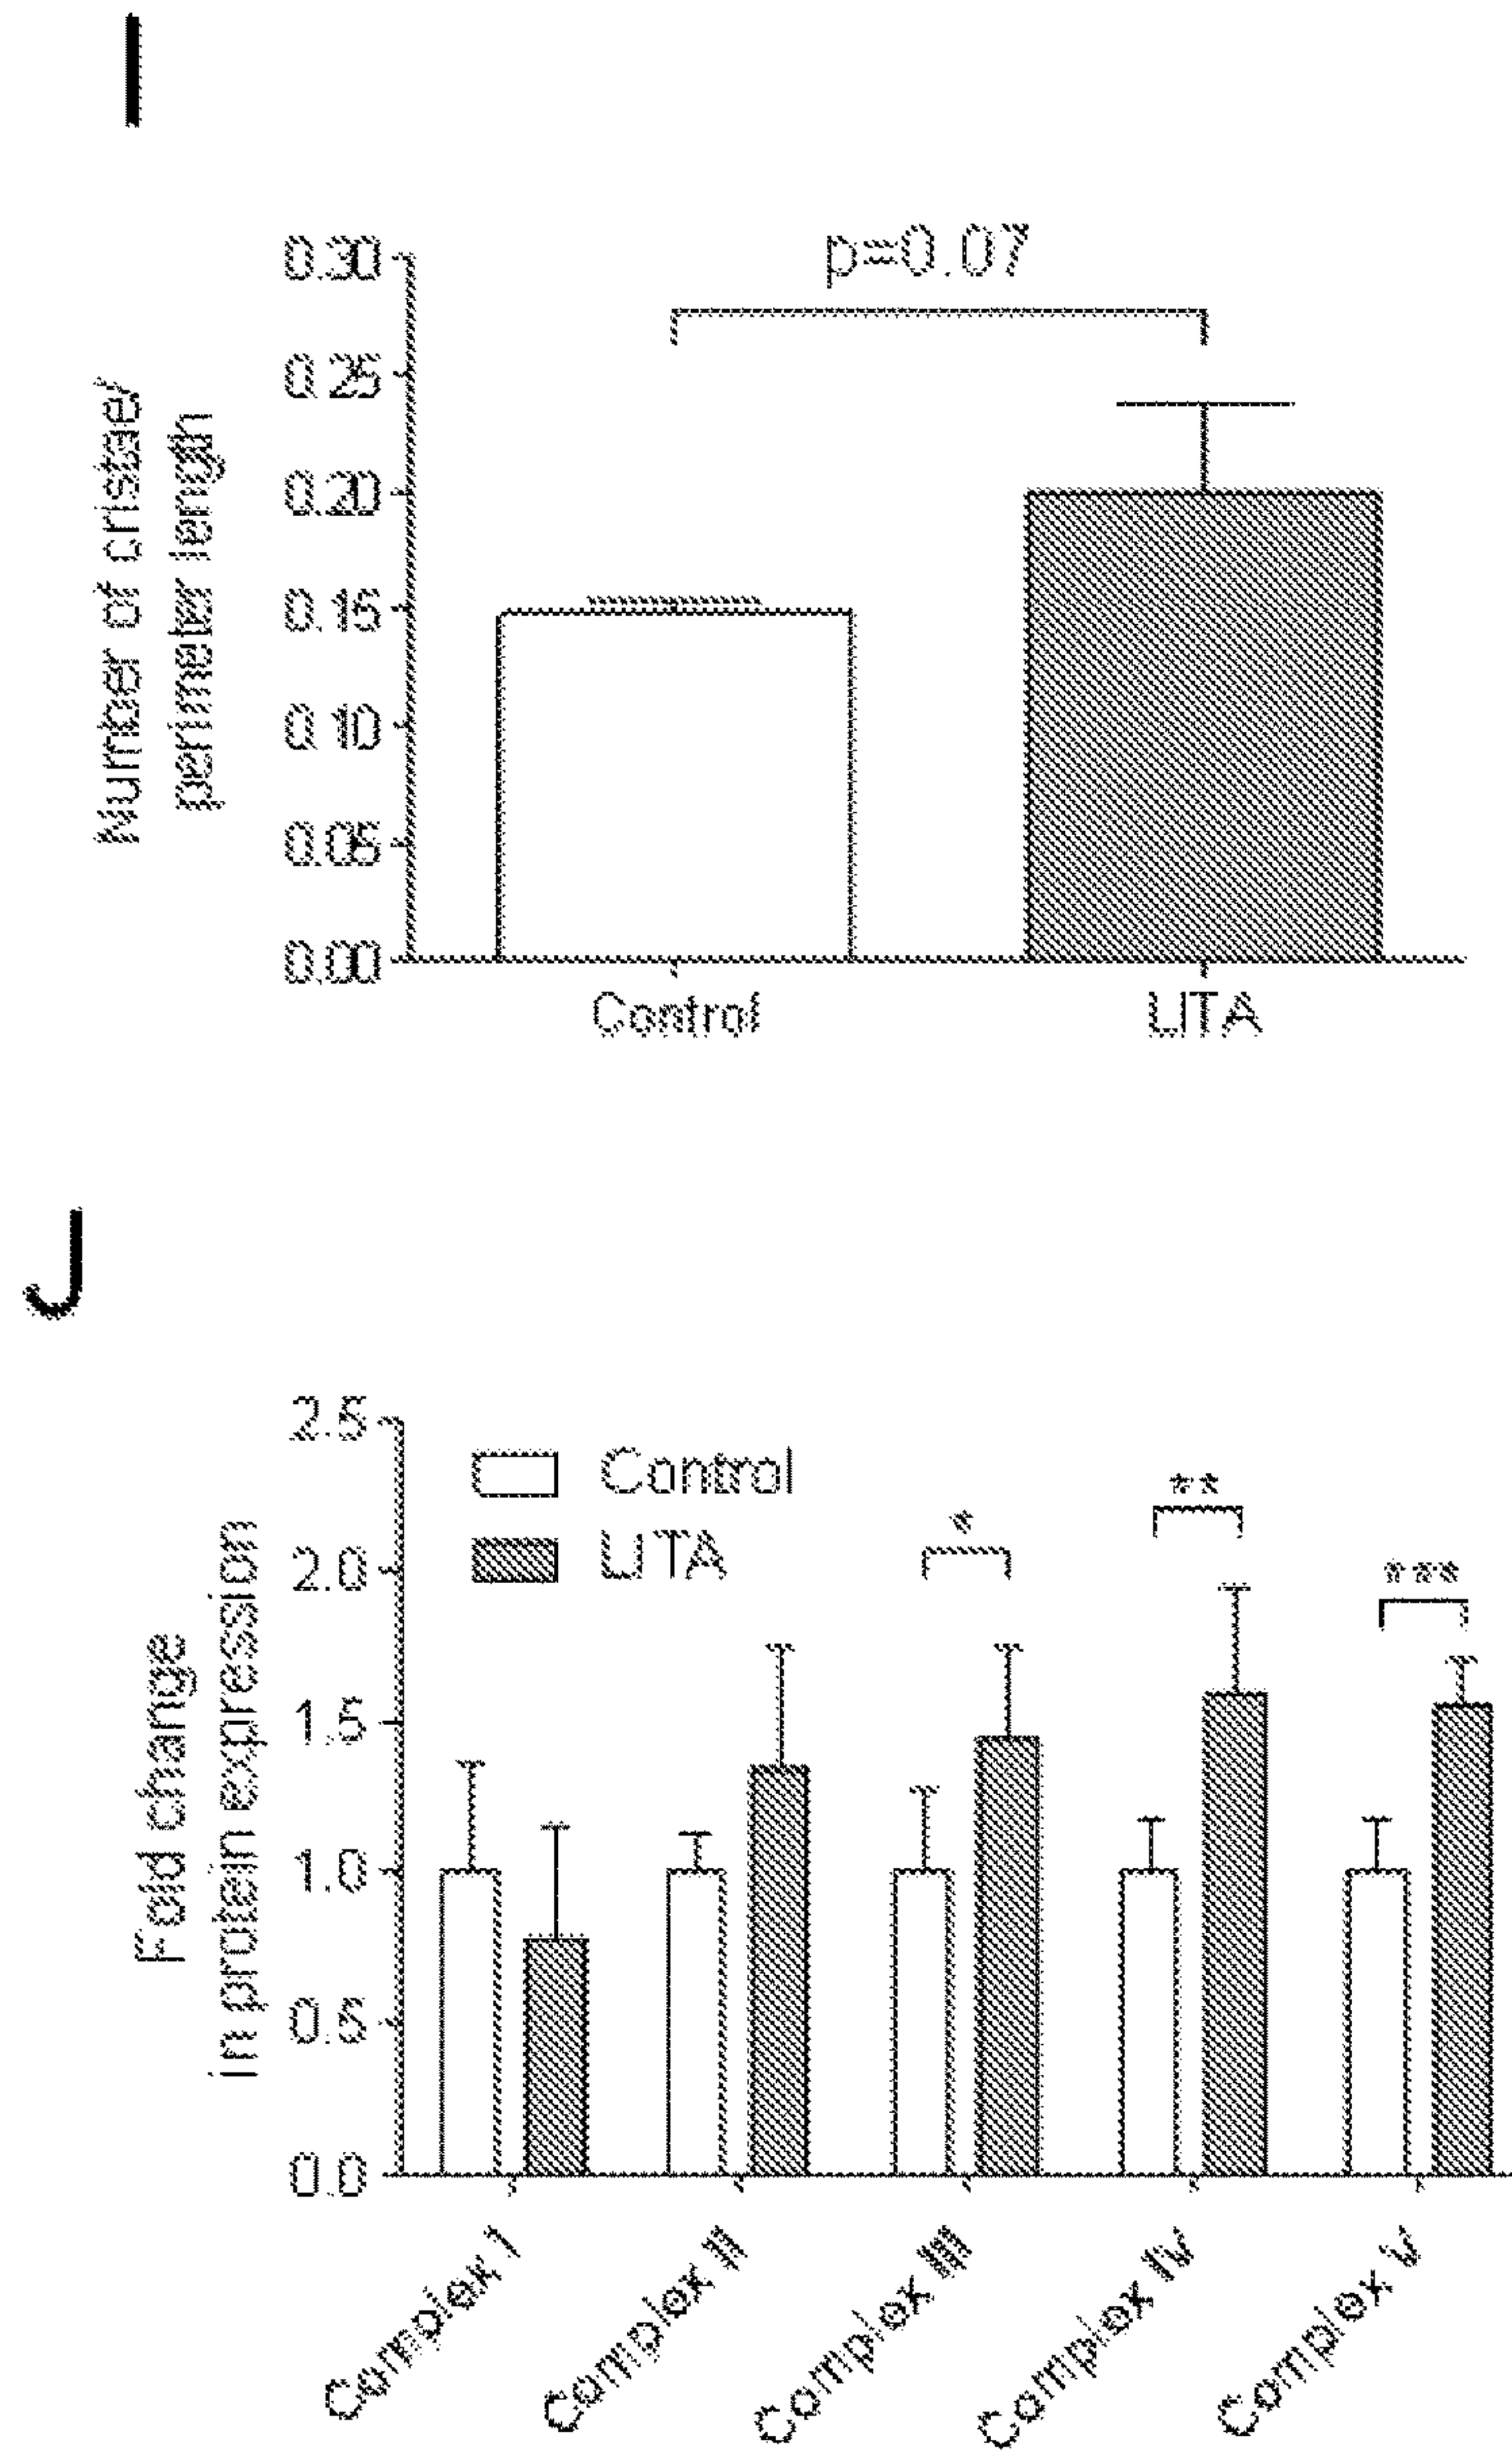 I
p=0.07
0.30
0.25
0.20
0.15
0.10
0.05
0.00
Number of cristae/
perimeter length
Control
UTA
J
2.5
2.0
1.5
1.0
0.5
0.0
Fold change
in protein expression
Control
UTA
*
**
***
Complex I
Complex II
Complex III
Complex IV
Complex V